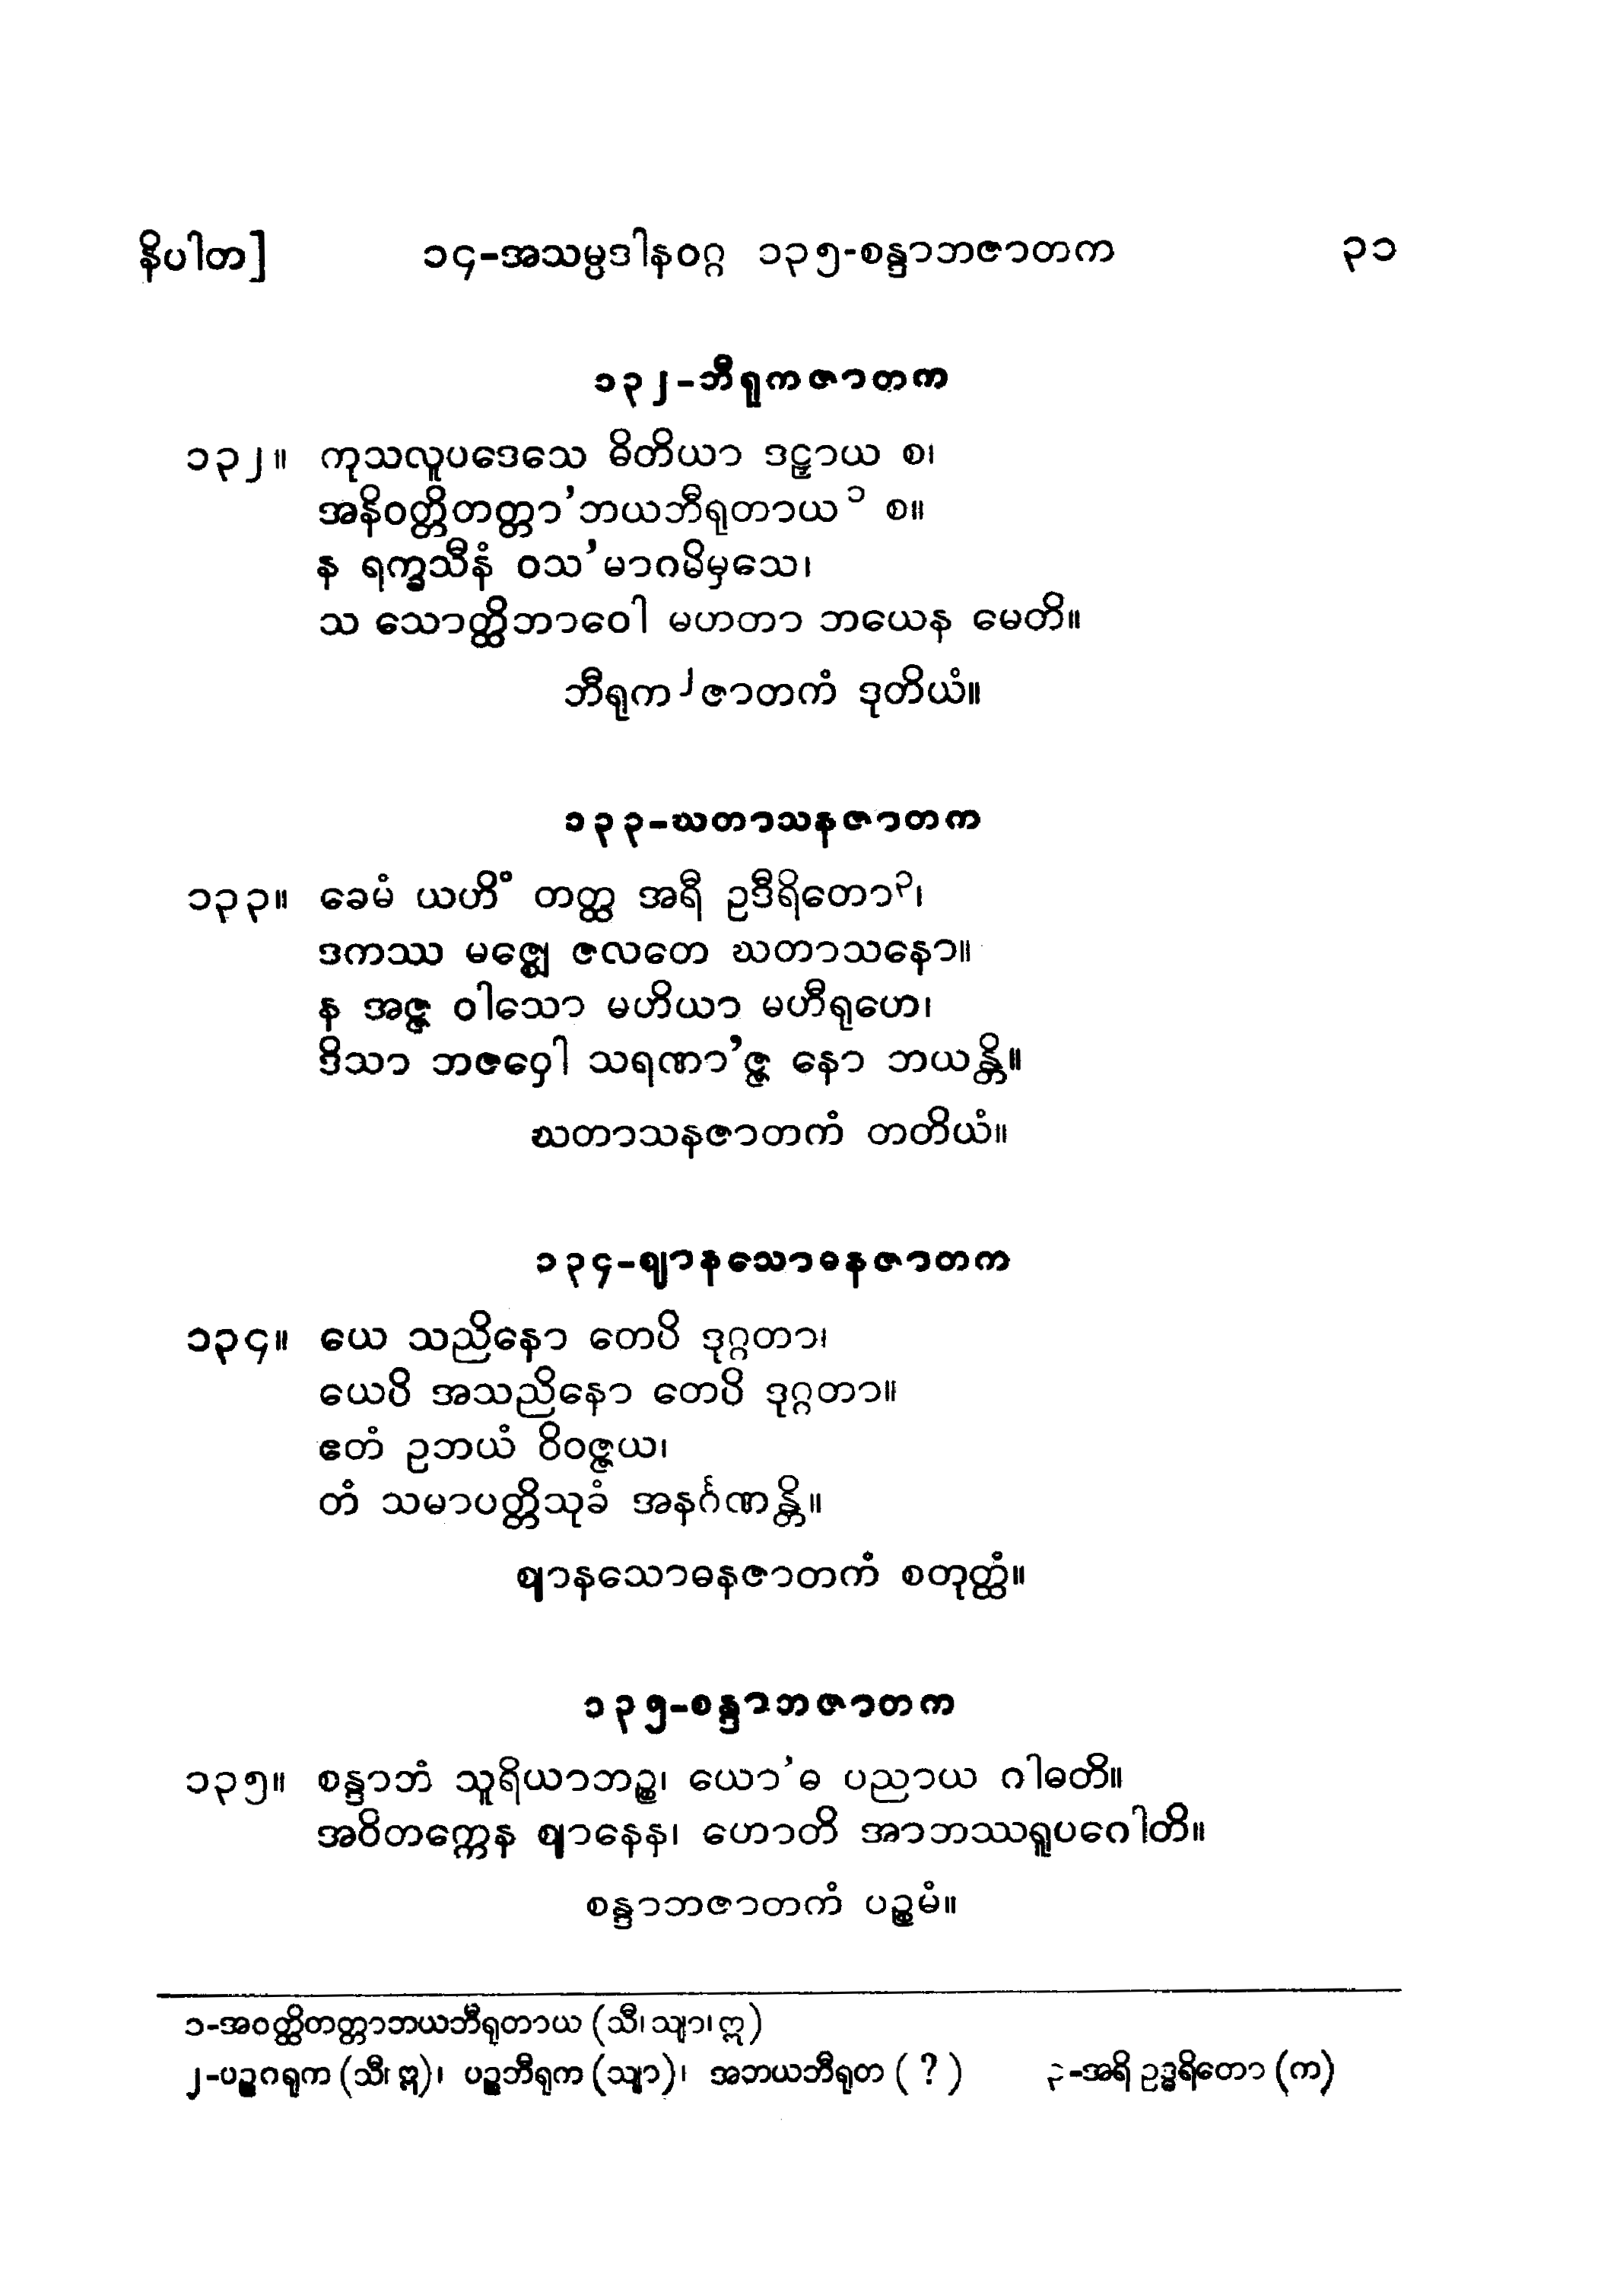 နိပါတ] ၁၄-အသမ္ပဒါနဝဂ္ဂ ၁၃၅-စန္ဒာဘဇာတက ၃၁
၁၃၂-ဘီရုကဇာတက
၁၃၂။ ကုသလူပဒေသေ ဓိတိယာ ဒဠှာယ စ၊
အနိဝတ္တိတတ္တာ’ဘယဘီရုတာယ၁ စ။
န ရက္ခသီနံ ဝသ’မာဂမိမှသေ၊
သ သောတ္ထိဘာဝေါ မဟတာ ဘယေန မေတိ။
ဘီရုက၂ဇာတကံ ဒုတိယံ။
၁၃၃-ဃတာသနဇာတက
၁၃၃။ ခေမံ ယဟိံ တတ္ထ အရီ ဥဒီရိတော၃၊
ဒကဿ မဇ္ဈေ ဇလတေ ဃတာသနော။
န အဇ္ဇ ဝါသော မဟိယာ မဟီရုဟေ၊
ဒိသာ ဘဇဝှေါ သရဏာ’ဇ္ဇ နော ဘယန္တိ။
ဃတာသနဇာတကံ တတိယံ။
၁၃၄-ဈာနသောဓနဇာတက
၁၃၄။ ယေ သညိနော တေပိ ဒုဂ္ဂတာ၊
ယေပိ အသညိနော တေပိ ဒုဂ္ဂတာ။
ဧတံ ဥဘယံ ဝိဝဇ္ဇယ၊
တံ သမာပတ္တိသုခံ အနင်္ဂဏန္တိ။
ဈာနသောဓနဇာတကံ စတုတ္ထံ။
၁၃၅-စန္ဒာဘဇာတက
၁၃၅။ စန္ဒာဘံ သူရိယာဘဉ္စ၊ ယော’ဓ ပညာယ ဂါဓတိ။
အဝိတက္ကေန ဈာနေန၊ ဟောတိ အာဘဿရူပဂေါတိ။
စန္ဒာဘဇာတကံ ပဉ္စမံ။
၁-အဝတ္ထိတတ္တာဘယဘီရုတာယ (သီ၊ သျာ၊ ဣ)
၂-ပဉ္စဂရုက (သီ၊ ဣ)၊ ပဉ္စဘီရုက (သျာ)၊ အဘယဘီရုတ ( ? ) ၃-အရိ ဥဒ္ဓရိတော (က)